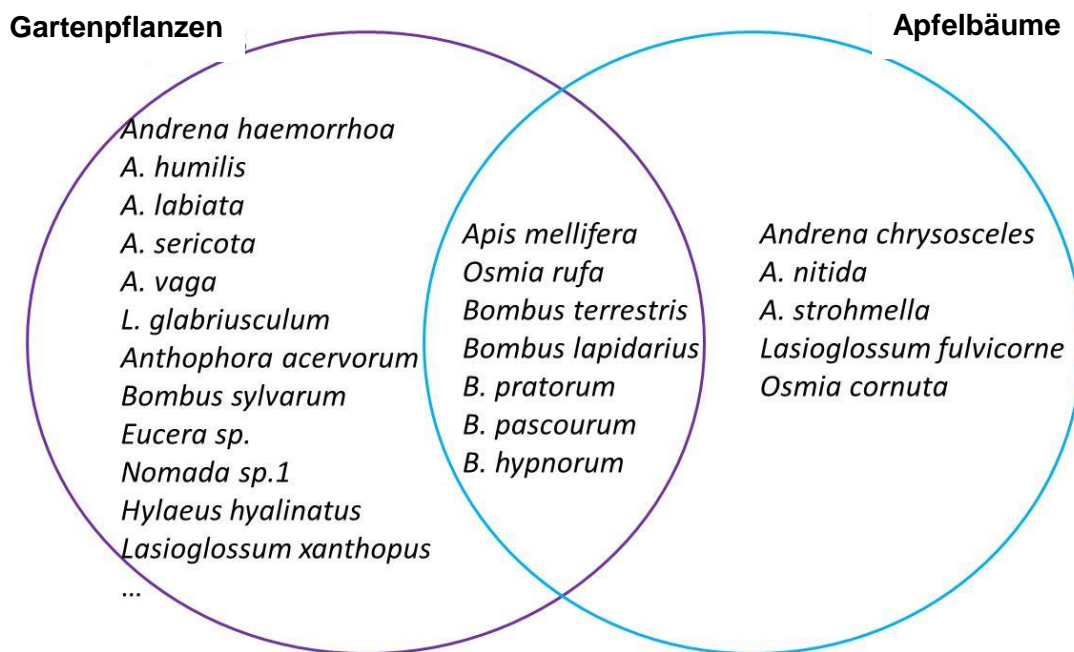 Gartenpflanzen
Apfelbäume
Andrena haemorrhoa
A. humilis
A. labiata
A. sericota
A. vaga
L. glabriusculum
Anthophora acervorum
Bombus sylvarum
Eucera sp.
Nomada sp.1
Hylaeus hyalinatus
Lasioglossum xanthopus
...
Apis mellifera
Osmia rufa
Bombus terrestris
Bombus lapidarius
B. pratorum
B. pascourum
B. hypnorum
Andrena chrysosceles
A. nitida
A. strohmella
Lasioglossum fulvicorne
Osmia cornuta